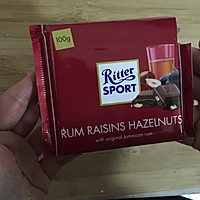 100g
Ritter
SPORT
RUM RAISINS HAZELNUTS
with original Jamaican rum